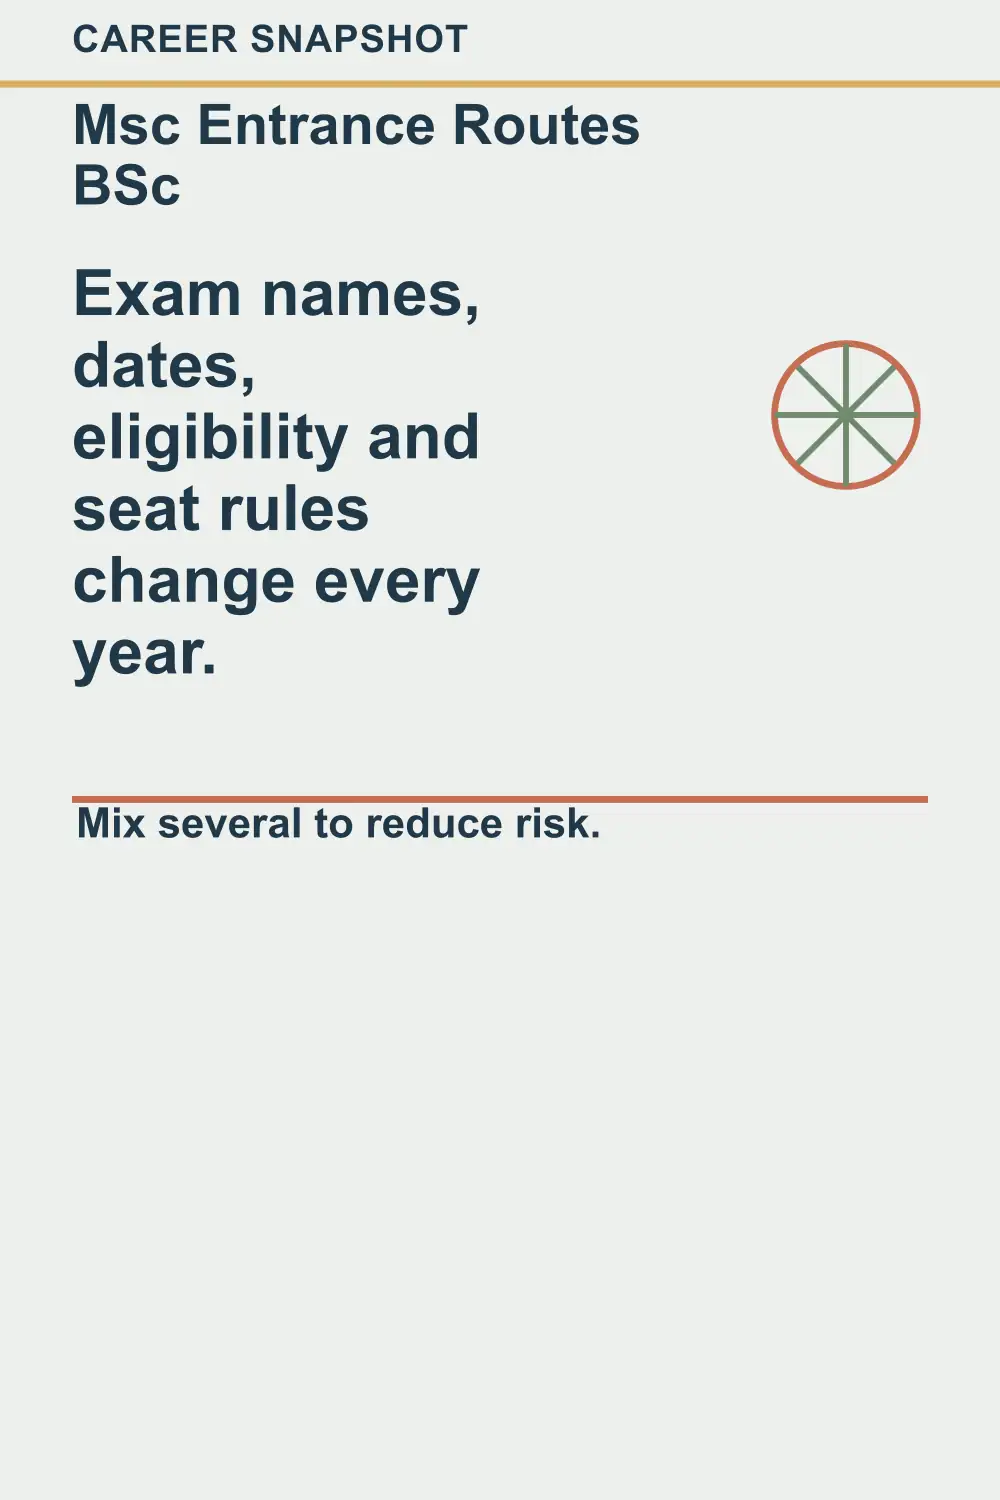 CAREER SNAPSHOT
Msc Entrance Routes
BSc
Exam names,
dates,
eligibility and
seat rules
change every
year.
Mix several to reduce risk.